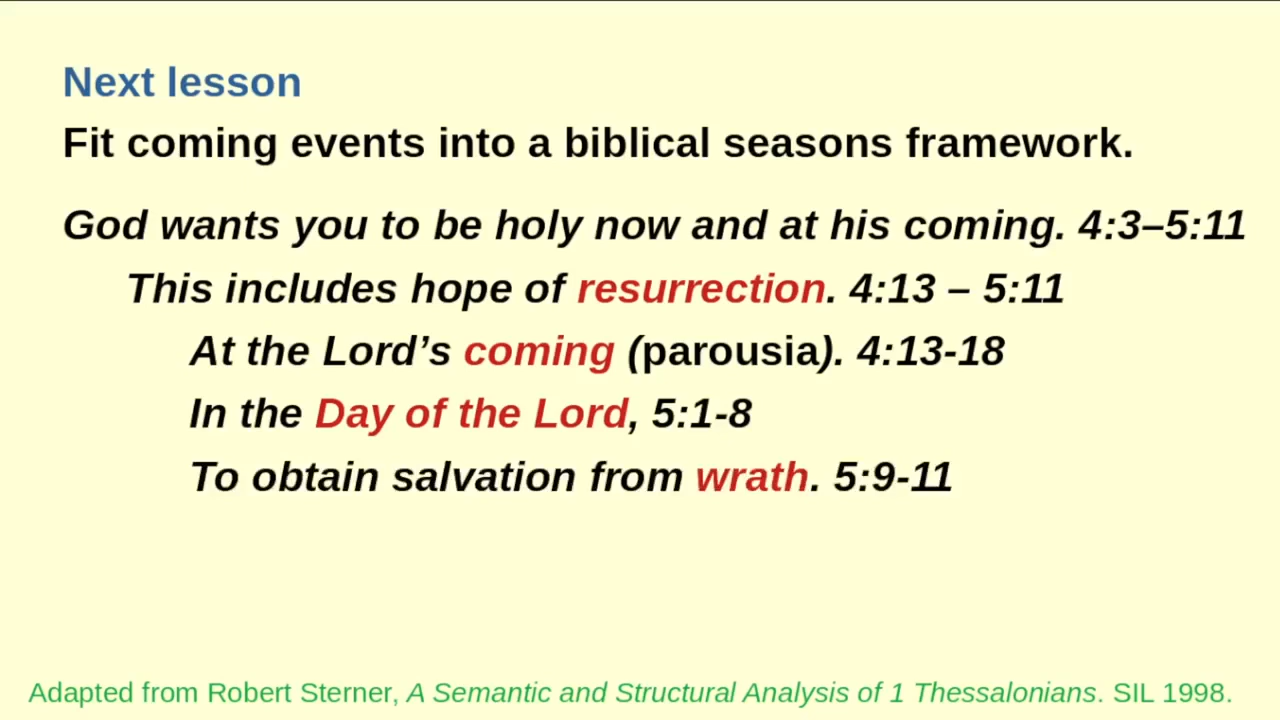 Next lesson
Fit coming events into a biblical seasons framework.
God wants you to be holy now and at his coming. 4:3–5:11
This includes hope of resurrection. 4:13 – 5:11
At the Lord’s coming (parousia). 4:13-18
In the Day of the Lord, 5:1-8
To obtain salvation from wrath. 5:9-11
Adapted from Robert Sterner, A Semantic and Structural Analysis of 1 Thessalonians. SIL 1998.